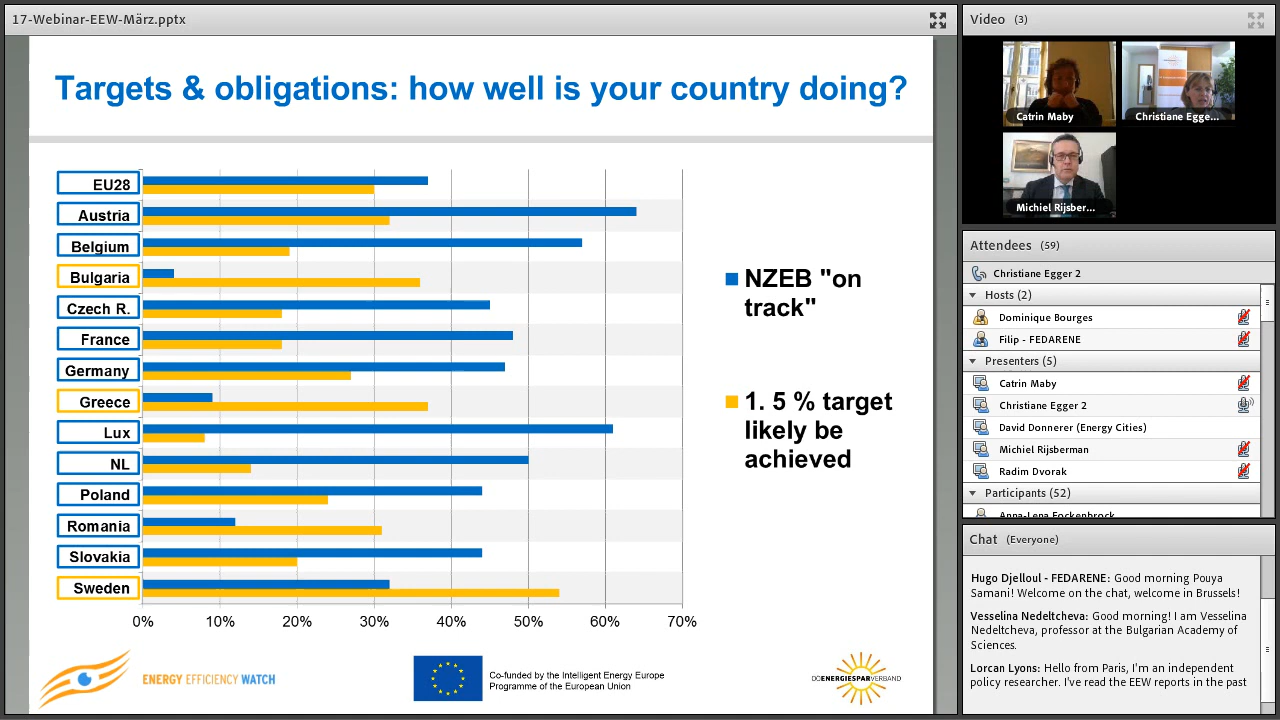 17-Webinar-EEW-März.pptx
Targets & obligations: how well is your country doing?
EU28
Austria
Belgium
Bulgaria
Czech R.
France
Germany
Greece
Lux
NL
Poland
Romania
Slovakia
Sweden
0% 10% 20% 30% 40% 50% 60% 70%
NZEB "on
track"
1. 5 % target
likely be
achieved
ENERGY EFFICIENCY WATCH
Co-funded by the Intelligent Energy Europe
Programme of the European Union
OÖ ENERGIESPARVERBAND
Video (3)
Catrin Maby
Christiane Egge...
Michiel Rijsber...
Attendees (59)
Christiane Egger 2
Hosts (2)
Dominique Bourges
Filip - FEDARENE
Presenters (5)
Catrin Maby
Christiane Egger 2
David Donnerer (Energy Cities)
Michiel Rijsberman
Radim Dvorak
Participants (52)
Anna-Lena Fockenbrock
Chat (Everyone)
Hugo Djelloul - FEDARENE: Good morning Pouya
Samani! Welcome on the chat, welcome in Brussels!
Vesselina Nedeltcheva: Good morning! I am Vesselina
Nedeltcheva, professor at the Bulgarian Academy of
Sciences.
Lorcan Lyons: Hello from Paris, I'm an independent
policy researcher. I've read the EEW reports in the past